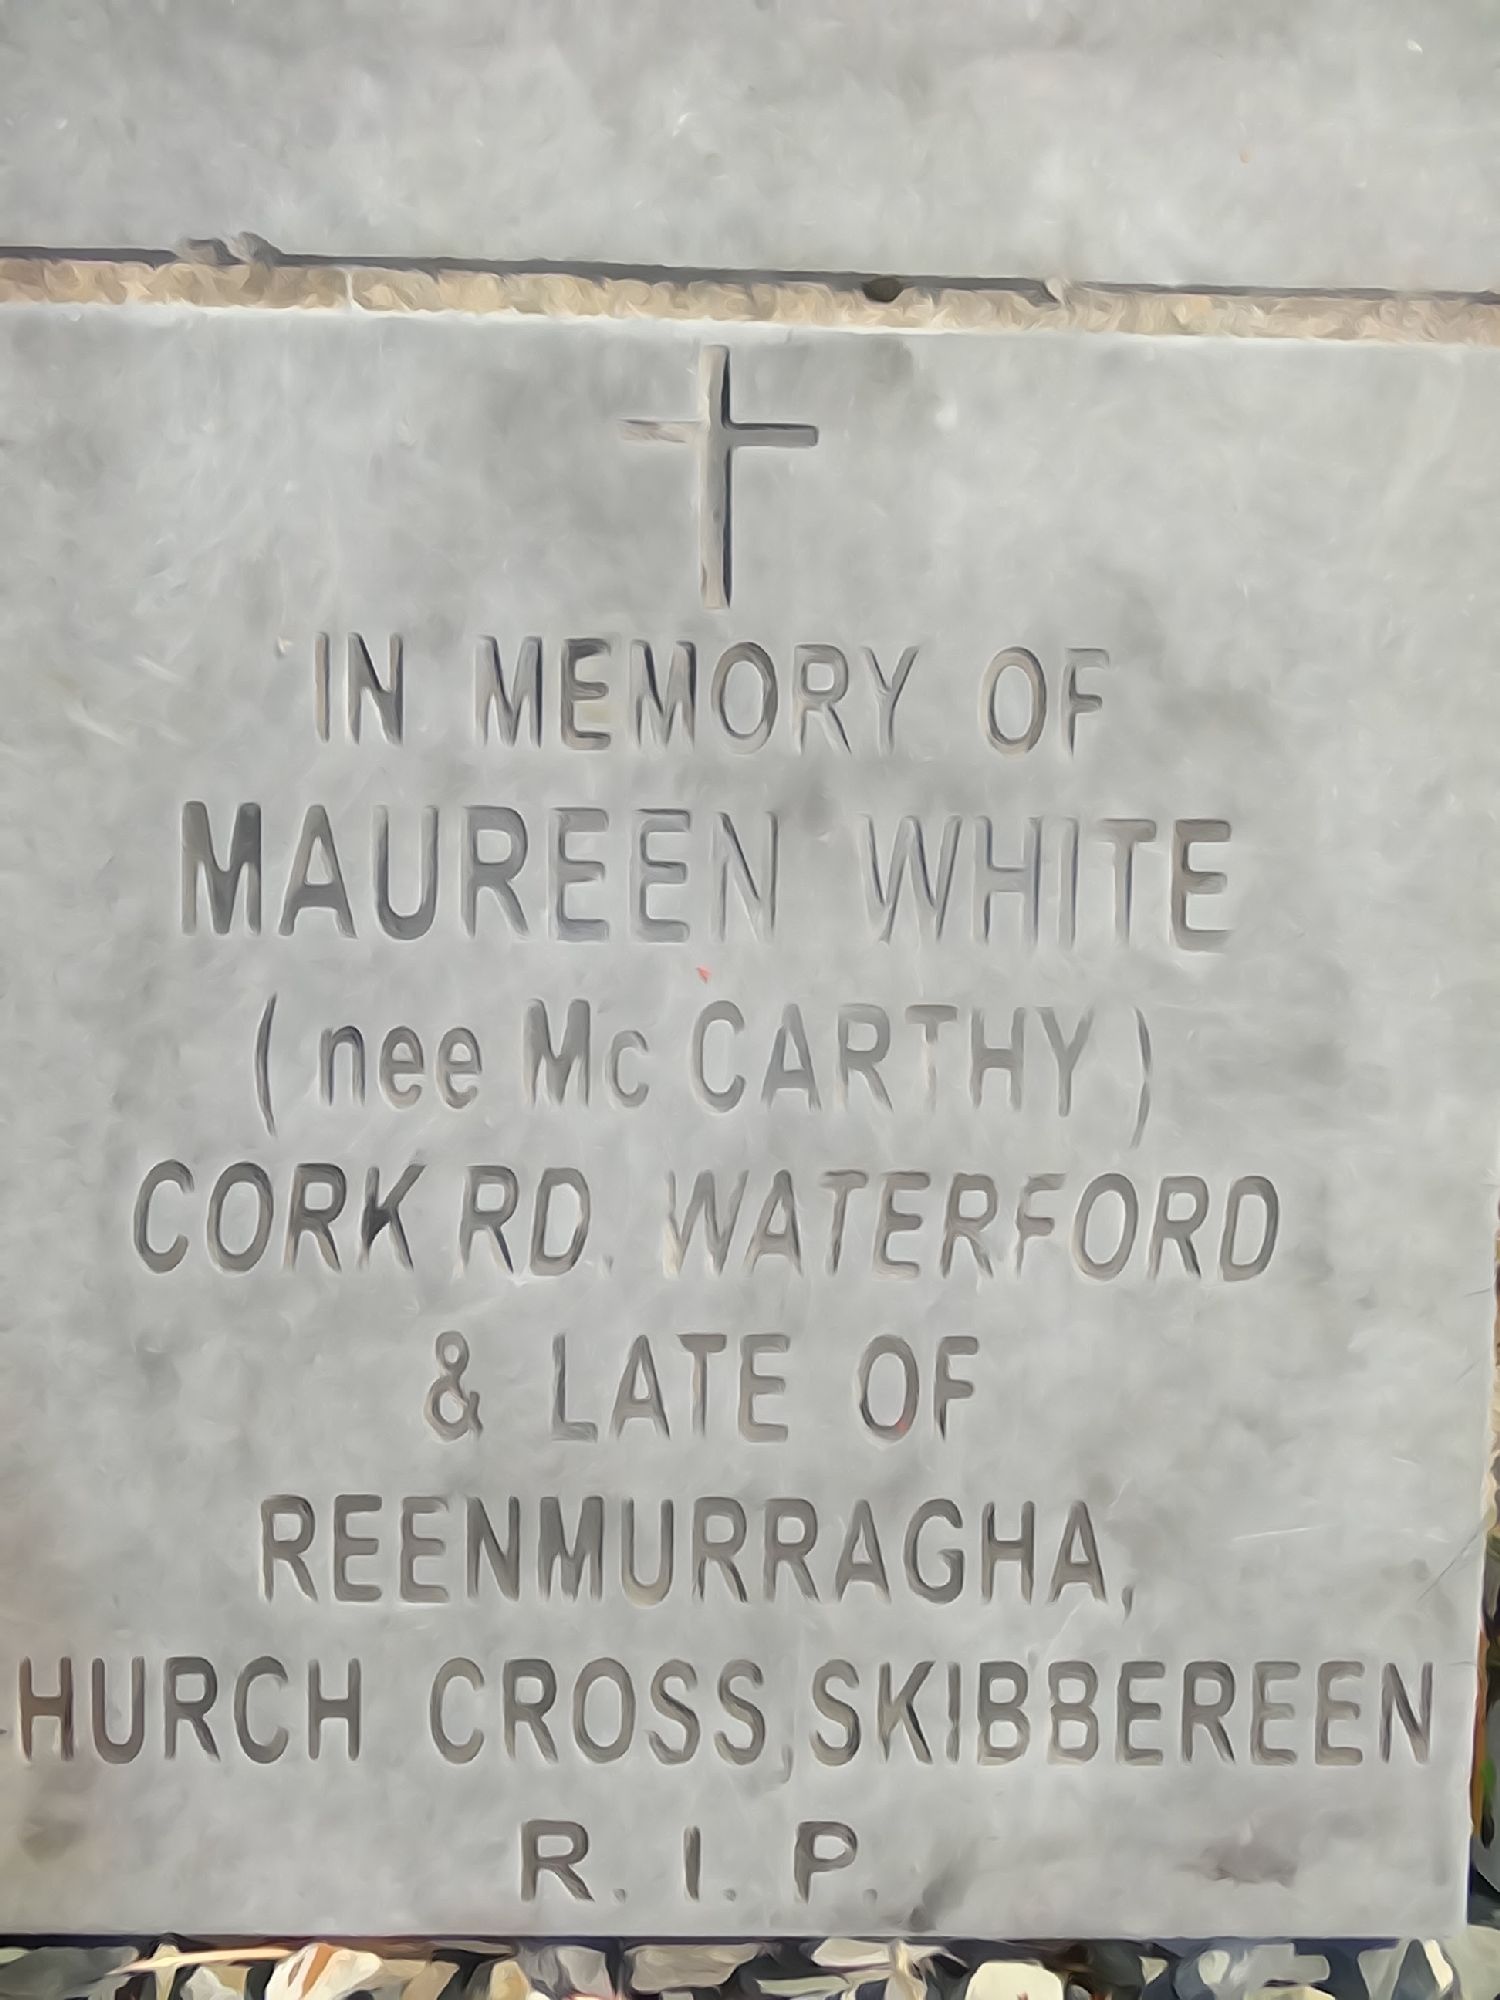 IN MEMORY OF
MAUREEN WHITE
( nee Mc CARTHY )
CORK RD. WATERFORD
& LATE OF
REENMURRAGHA,
HURCH CROSS, SKIBBEREEN
R. I. P.